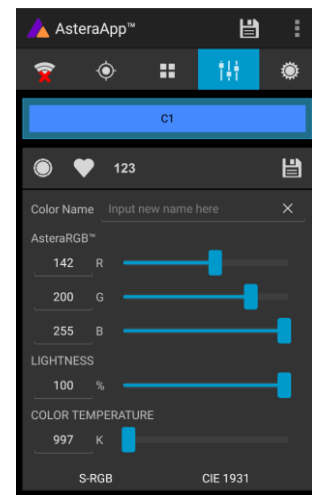 AsteraApp™
C1
123
Color Name Input new name here
AsteraRGB™
142 R
200 G
255 B
LIGHTNESS
100 %
COLOR TEMPERATURE
997 K
S-RGB CIE 1931